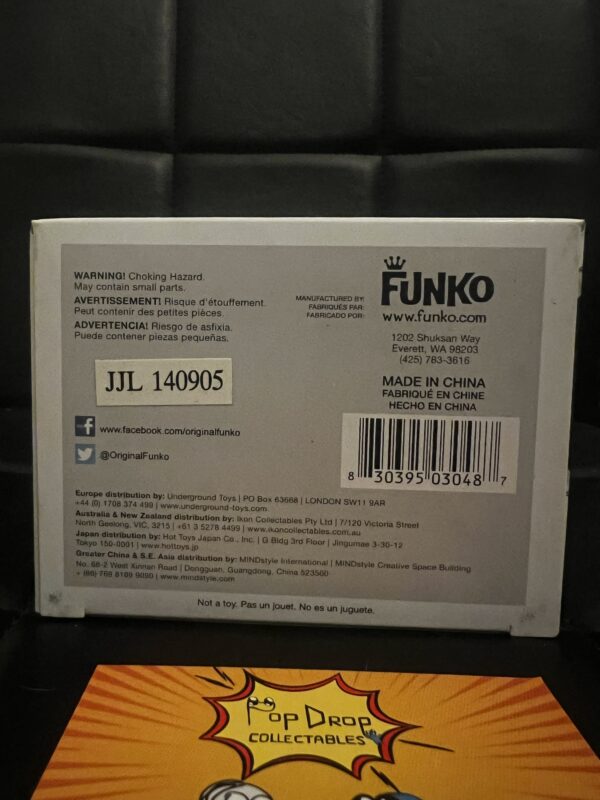 WARNING! Choking Hazard.
May contain small parts.
AVERTISSEMENT! Risque d'étouffement.
Peut contenir des petites pièces.
ADVERTENCIA! Riesgo de asfixia.
Puede contener piezas pequeñas.
MANUFACTURED BY:
FABRIQUÉS PAR:
FABRICADO POR:
FUNKO
www.funko.com
1202 Shuksan Way
Everett, WA 98203
(425) 783-3616
MADE IN CHINA
FABRIQUÉ EN CHINE
HECHO EN CHINA
JJL 140905
www.facebook.com/originalfunko
@OriginalFunko
8 30395 03048 7
Europe distribution by: Underground Toys | PO Box 63568 | LONDON SW11 9AR
+44 (0) 1708 374 499 | www.underground-toys.com
Australia & New Zealand distribution by: Ikon Collectables Pty Ltd | 7/120 Victoria Street
North Geelong, VIC, 3215 | +61 3 5278 4499 | www.ikoncollectables.com.au
Japan distribution by: Hot Toys Japan Co., Inc. | G Bldg 3rd Floor | Jingumae 3-30-12
Tokyo 150-0001 | www.hottoys.jp
Greater China & S.E. Asia distribution by: MINDstyle International | MINDstyle Creative Space Building
No. 68-2 West Xinnan Road | Dongguan, Guangdong, China 523560
+ (86) 769 8189 9090 | www.mindstyle.com
Not a toy. Pas un jouet. No es un juguete.
POP DROP
COLLECTABLES